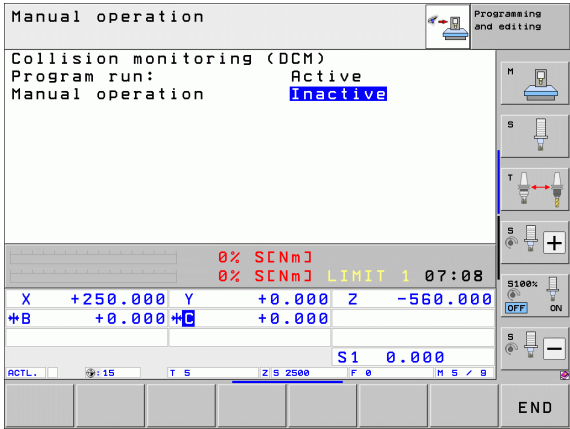 Manual operation
Programming
and editing
Collision monitoring (DCM)
Program run: Active
Manual operation Inactive
M
S
T
S
0% S[Nm]
0% S[Nm] LIMIT 1 07:08
S100%
OFF ON
X +250.000 Y +0.000 Z -560.000
B +0.000 C +0.000
S
S1 0.000
ACTL. : 15 T 5 Z S 2500 F 0 M 5 / 9
END